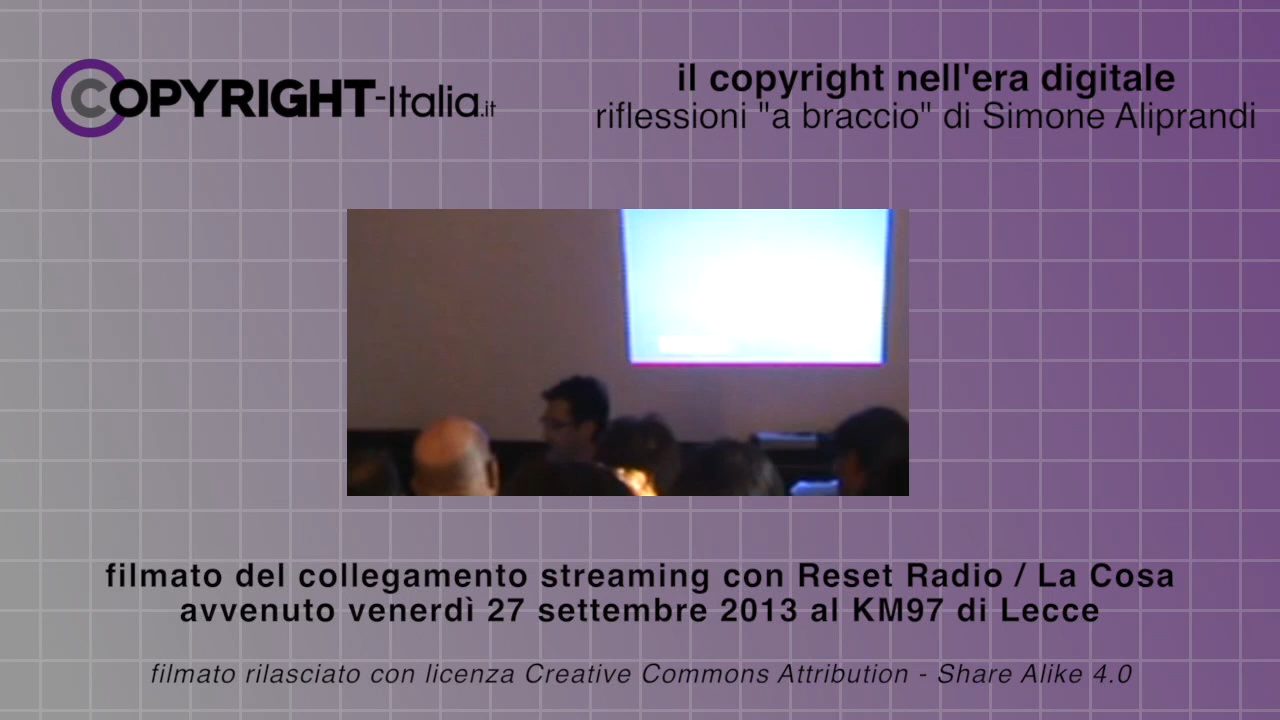 COPYRIGHT-Italia.it
il copyright nell'era digitale
riflessioni "a braccio" di Simone Aliprandi
filmato del collegamento streaming con Reset Radio / La Cosa
avvenuto venerdì 27 settembre 2013 al KM97 di Lecce
filmato rilasciato con licenza Creative Commons Attribution - Share Alike 4.0